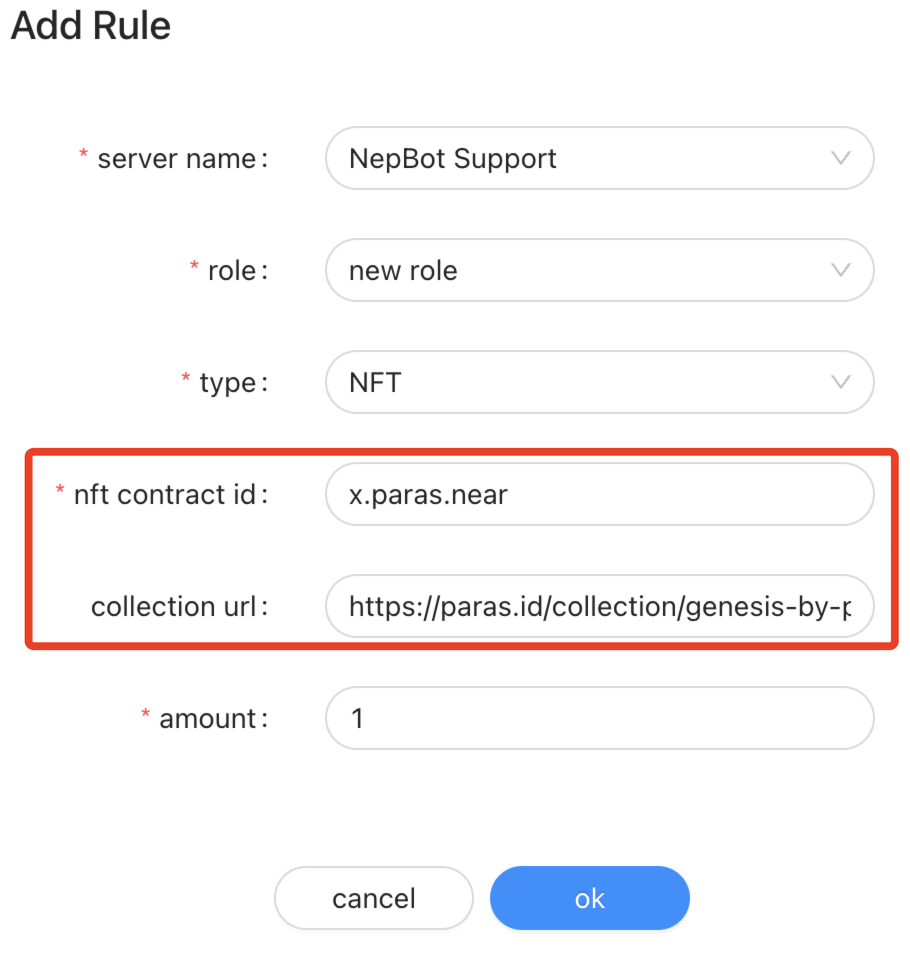 Add Rule
* server name: NepBot Support
* role: new role
* type: NFT
* nft contract id: x.paras.near
collection url: https://paras.id/collection/genesis-by-p
* amount: 1
cancel ok